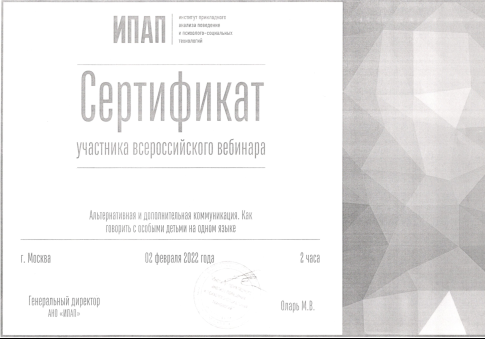 ИПАП
институт прикладного
анализа поведения
и психолого-социальных
технологий
Сертификат
участника всероссийского вебинара
Альтернативная и дополнительная коммуникация. Как
говорить с особыми детьми на одном языке
г. Москва 02 февраля 2022 года 2 часа
Генеральный директор
АНО «ИПАП»
Оларь М.В.